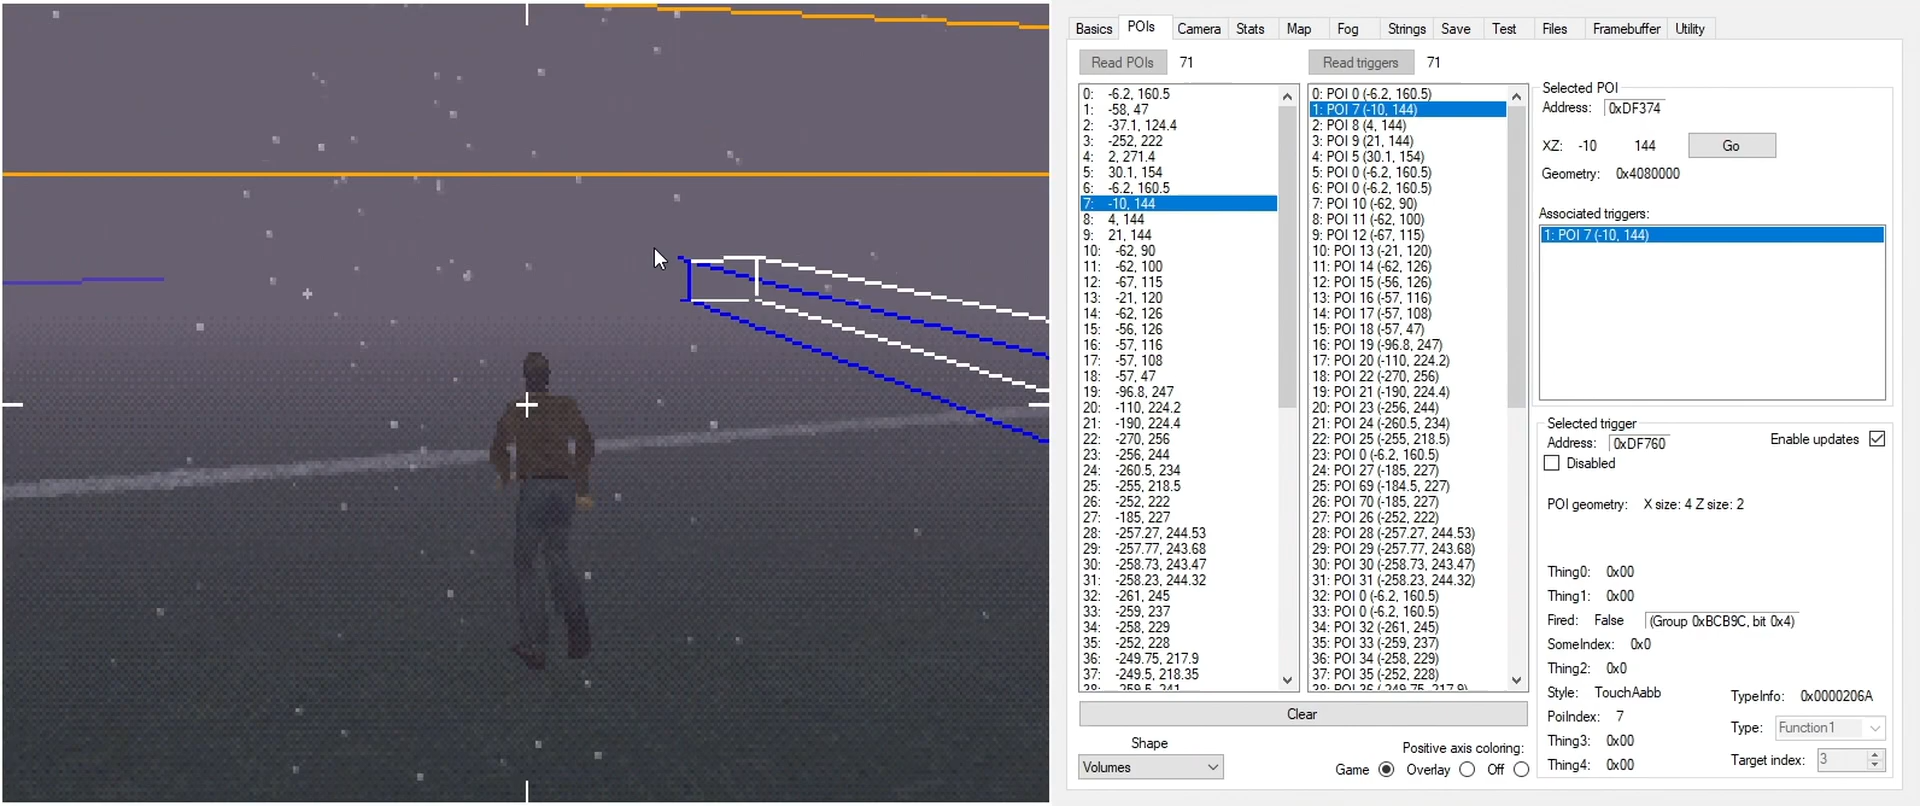 Basics POIs Camera Stats Map Fog Strings Save Test Files Framebuffer Utility
Read POIs 71
0: -6.2, 160.5
1: -58, 47
2: -37.1, 124.4
3: -252, 222
4: 2, 271.4
5: 30.1, 154
6: -6.2, 160.5
7: -10, 144
8: 4, 144
9: 21, 144
10: -62, 90
11: -62, 100
12: -67, 115
13: -21, 120
14: -62, 126
15: -56, 126
16: -57, 116
17: -57, 108
18: -57, 47
19: -96.8, 247
20: -110, 224.2
21: -190, 224.4
22: -270, 256
23: -256, 244
24: -260.5, 234
25: -255, 218.5
26: -252, 222
27: -185, 227
28: -257.27, 244.53
29: -257.77, 243.68
30: -258.73, 243.47
31: -258.23, 244.32
32: -261, 245
33: -259, 237
34: -258, 229
35: -252, 228
36: -249.75, 217.9
37: -249.5, 218.35
38: -259.5, 241
Read triggers 71
0: POI 0 (-6.2, 160.5)
1: POI 7 (-10, 144)
2: POI 8 (4, 144)
3: POI 9 (21, 144)
4: POI 5 (30.1, 154)
5: POI 0 (-6.2, 160.5)
6: POI 0 (-6.2, 160.5)
7: POI 10 (-62, 90)
8: POI 11 (-62, 100)
9: POI 12 (-67, 115)
10: POI 13 (-21, 120)
11: POI 14 (-62, 126)
12: POI 15 (-56, 126)
13: POI 16 (-57, 116)
14: POI 17 (-57, 108)
15: POI 18 (-57, 47)
16: POI 19 (-96.8, 247)
17: POI 20 (-110, 224.2)
18: POI 22 (-270, 256)
19: POI 21 (-190, 224.4)
20: POI 23 (-256, 244)
21: POI 24 (-260.5, 234)
22: POI 25 (-255, 218.5)
23: POI 0 (-6.2, 160.5)
24: POI 27 (-185, 227)
25: POI 69 (-184.5, 227)
26: POI 70 (-185, 227)
27: POI 26 (-252, 222)
28: POI 28 (-257.27, 244.53)
29: POI 29 (-257.77, 243.68)
30: POI 30 (-258.73, 243.47)
31: POI 31 (-258.23, 244.32)
32: POI 0 (-6.2, 160.5)
33: POI 0 (-6.2, 160.5)
34: POI 32 (-261, 245)
35: POI 33 (-259, 237)
36: POI 34 (-258, 229)
37: POI 35 (-252, 228)
38: POI 36 (-249.75, 217.9)
Clear
Shape
Volumes
Positive axis coloring:
Game Overlay Off
Selected POI
Address: 0xDF374
XZ: -10 144 Go
Geometry: 0x4080000
Associated triggers:
1: POI 7 (-10, 144)
Selected trigger
Address: 0xDF760 Enable updates
Disabled
POI geometry: X size: 4 Z size: 2
Thing0: 0x00
Thing1: 0x00
Fired: False (Group 0xBCB9C, bit 0x4)
SomeIndex: 0x0
Thing2: 0x0
Style: TouchAabb TypeInfo: 0x0000206A
PoiIndex: 7 Type: Function1
Thing3: 0x00
Thing4: 0x00 Target index: 3